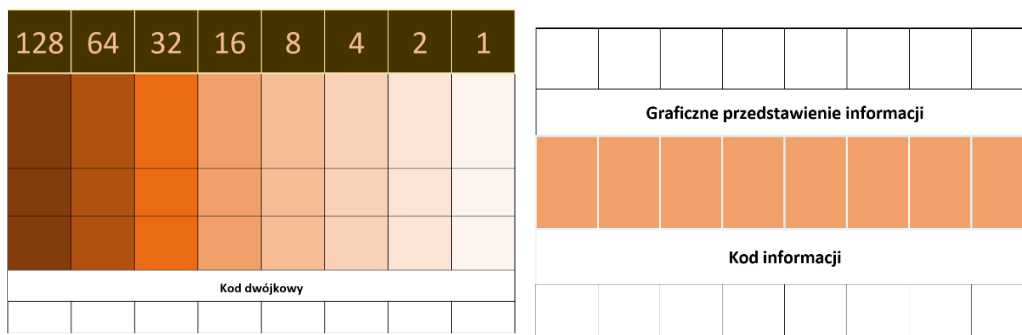 128 64 32 16 8 4 2 1
Kod dwójkowy
Graficzne przedstawienie informacji
Kod informacji